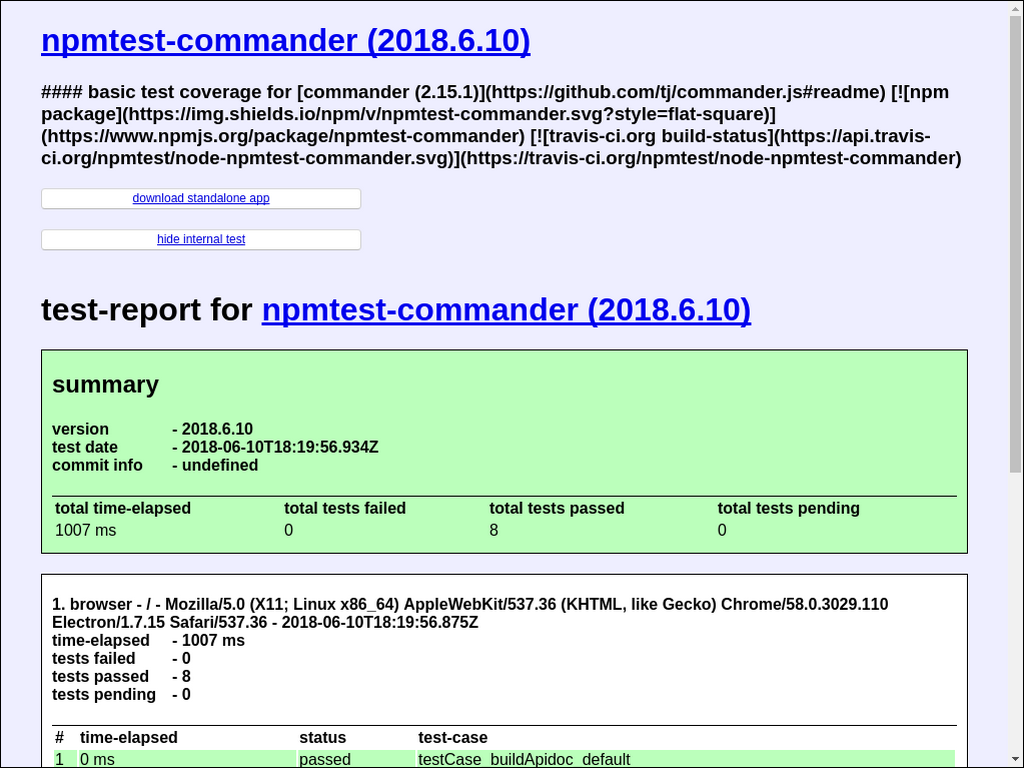 npmtest-commander (2018.6.10)
#### basic test coverage for [commander (2.15.1)](https://github.com/tj/commander.js#readme) [![npm
package](https://img.shields.io/npm/v/npmtest-commander.svg?style=flat-square)]
(https://www.npmjs.org/package/npmtest-commander) [![travis-ci.org build-status](https://api.travis-
ci.org/npmtest/node-npmtest-commander.svg)](https://travis-ci.org/npmtest/node-npmtest-commander)
download standalone app
hide internal test
test-report for npmtest-commander (2018.6.10)
summary
version - 2018.6.10
test date - 2018-06-10T18:19:56.934Z
commit info - undefined
total time-elapsed total tests failed total tests passed total tests pending
1007 ms 0 8 0
1. browser - / - Mozilla/5.0 (X11; Linux x86_64) AppleWebKit/537.36 (KHTML, like Gecko) Chrome/58.0.3029.110
Electron/1.7.15 Safari/537.36 - 2018-06-10T18:19:56.875Z
time-elapsed - 1007 ms
tests failed - 0
tests passed - 8
tests pending - 0
# time-elapsed status test-case
1 0 ms passed testCase_buildApidoc_default